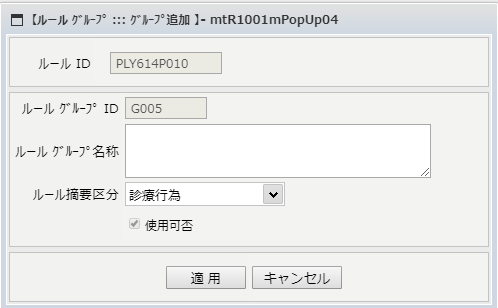 【ルール ｸﾞﾙｰﾌﾟ ::: ｸﾞﾙｰﾌﾟ追加 】- mtR1001mPopUp04
ルール ID PLY614P010
ルール ｸﾞﾙｰﾌﾟ ID G005
ルール ｸﾞﾙｰﾌﾟ名称
ルール摘要区分 診療行為
使用可否
適 用 キャンセル